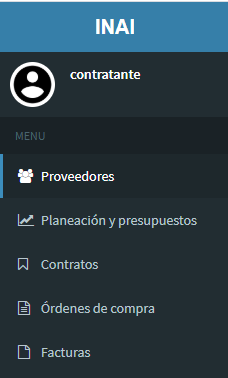 INAI
contratante
MENU
Proveedores
Planeación y presupuestos
Contratos
Órdenes de compra
Facturas